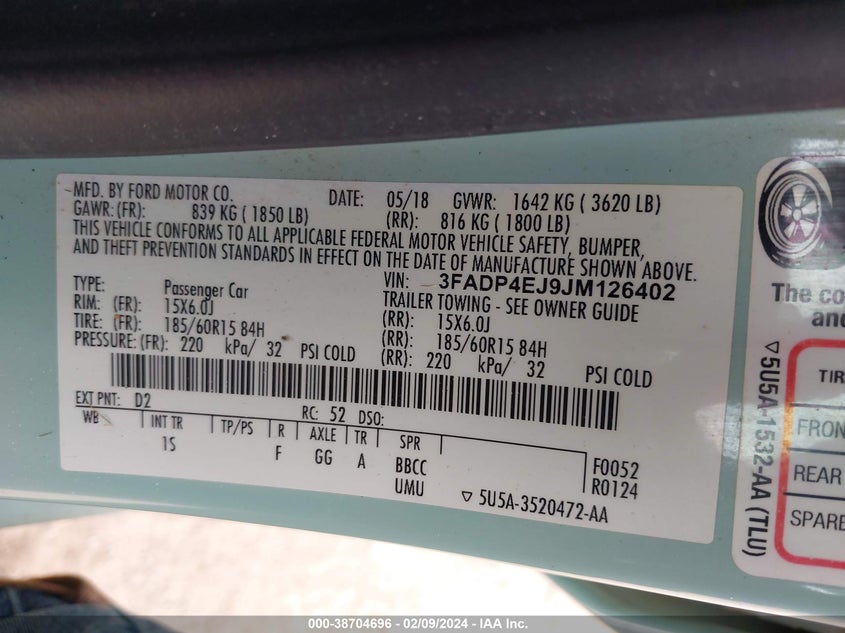 MFD. BY FORD MOTOR CO. DATE: 05/18 GVWR: 1642 KG ( 3620 LB)
GAWR: (FR): 839 KG ( 1850 LB) (RR): 816 KG ( 1800 LB)
THIS VEHICLE CONFORMS TO ALL APPLICABLE FEDERAL MOTOR VEHICLE SAFETY, BUMPER,
AND THEFT PREVENTION STANDARDS IN EFFECT ON THE DATE OF MANUFACTURE SHOWN ABOVE.
VIN: 3FADP4EJ9JM126402
TYPE: Passenger Car TRAILER TOWING - SEE OWNER GUIDE
RIM: (FR): 15X6.0J (RR): 15X6.0J
TIRE: (FR): 185/60R15 84H (RR): 185/60R15 84H
PRESSURE: (FR): 220 kPa/ 32 PSI COLD (RR): 220 kPa/ 32 PSI COLD
EXT PNT: D2 RC: 52 DSO:
WB INT TR TP/PS R AXLE TR SPR
1S F GG A BBCC F0052
UMU R0124
▽ 5U5A-3520472-AA
The co
an
▽ 5U5A-1532-AA (TLU)
TIR
FRON
REAR
SPARE
000-38704696 - 02/09/2024 - IAA Inc.